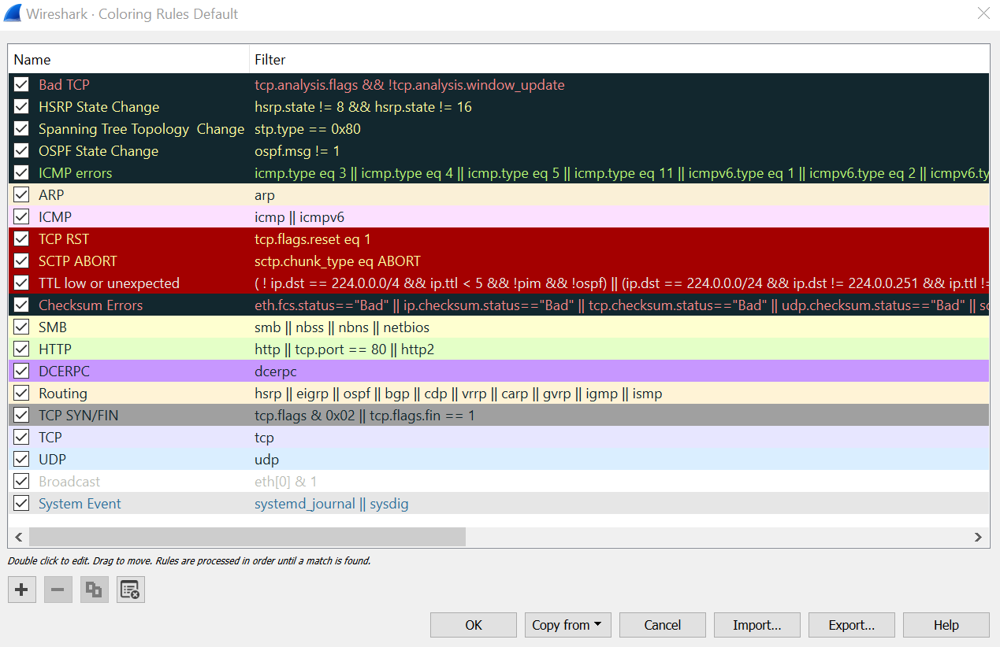 Wireshark · Coloring Rules Default
Name Filter
Bad TCP tcp.analysis.flags && !tcp.analysis.window_update
HSRP State Change hsrp.state != 8 && hsrp.state != 16
Spanning Tree Topology  Change stp.type == 0x80
OSPF State Change ospf.msg != 1
ICMP errors icmp.type eq 3 || icmp.type eq 4 || icmp.type eq 5 || icmp.type eq 11 || icmpv6.type eq 1 || icmpv6.type eq 2 || icmpv6.ty
ARP arp
ICMP icmp || icmpv6
TCP RST tcp.flags.reset eq 1
SCTP ABORT sctp.chunk_type eq ABORT
TTL low or unexpected ( ! ip.dst == 224.0.0.0/4 && ip.ttl < 5 && !pim && !ospf) || (ip.dst == 224.0.0.0/24 && ip.dst != 224.0.0.251 && ip.ttl !=
Checksum Errors eth.fcs.status=="Bad" || ip.checksum.status=="Bad" || tcp.checksum.status=="Bad" || udp.checksum.status=="Bad" || sc
SMB smb || nbss || nbns || netbios
HTTP http || tcp.port == 80 || http2
DCERPC dcerpc
Routing hsrp || eigrp || ospf || bgp || cdp || vrrp || carp || gvrp || igmp || ismp
TCP SYN/FIN tcp.flags & 0x02 || tcp.flags.fin == 1
TCP tcp
UDP udp
Broadcast eth[0] & 1
System Event systemd_journal || sysdig
Double click to edit. Drag to move. Rules are processed in order until a match is found.
OK Copy from Cancel Import... Export... Help